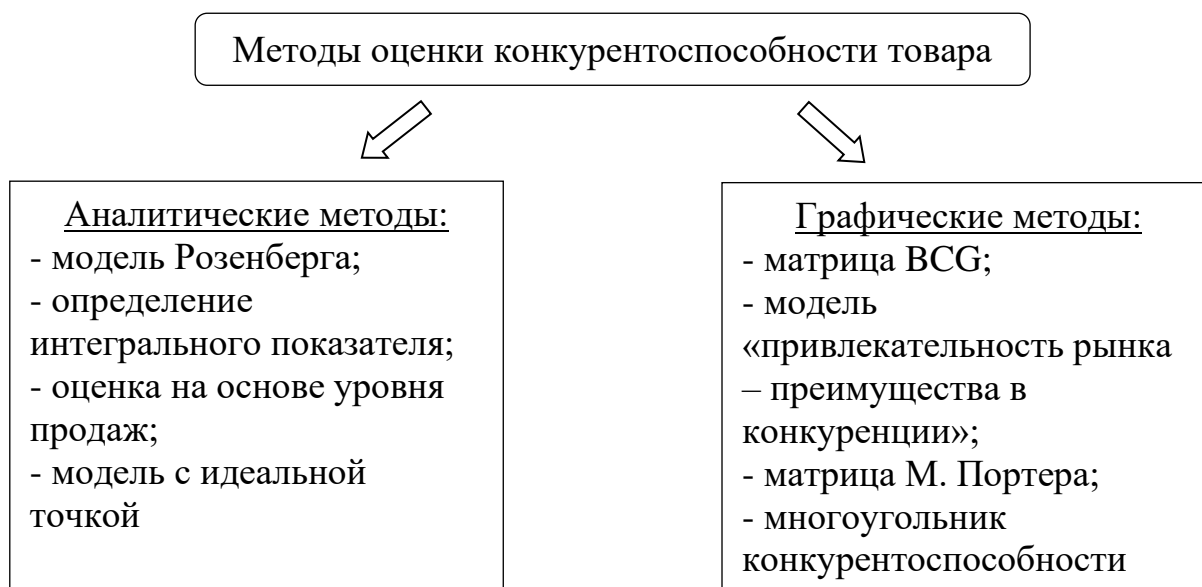 Методы оценки конкурентоспособности товара
Аналитические методы:
- модель Розенберга;
- определение
интегрального показателя;
- оценка на основе уровня
продаж;
- модель с идеальной
точкой
Графические методы:
- матрица BCG;
- модель
«привлекательность рынка
– преимущества в
конкуренции»;
- матрица М. Портера;
- многоугольник
конкурентоспособности